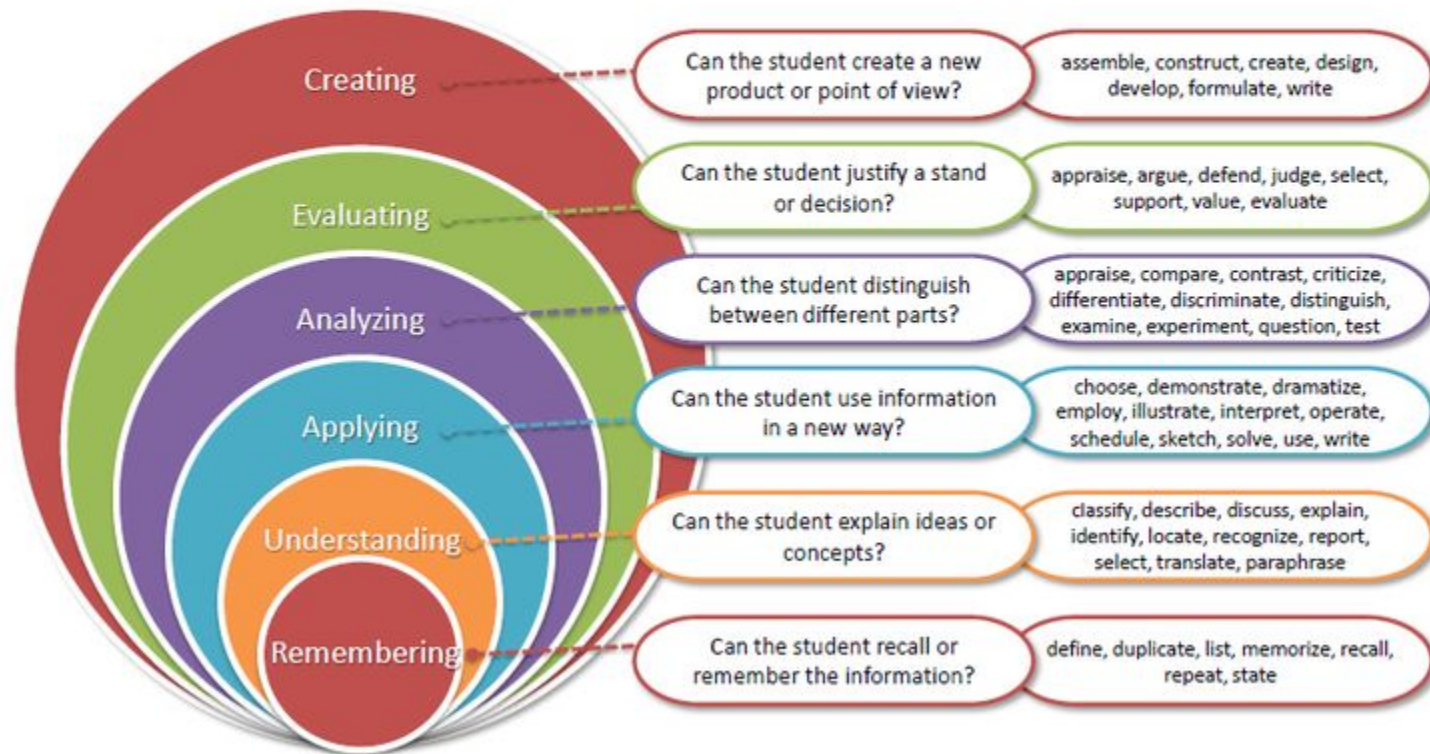 Creating
Can the student create a new
product or point of view?
assemble, construct, create, design,
develop, formulate, write
Evaluating
Can the student justify a stand
or decision?
appraise, argue, defend, judge, select,
support, value, evaluate
Analyzing
Can the student distinguish
between different parts?
appraise, compare, contrast, criticize,
differentiate, discriminate, distinguish,
examine, experiment, question, test
Applying
Can the student use information
in a new way?
choose, demonstrate, dramatize,
employ, illustrate, interpret, operate,
schedule, sketch, solve, use, write
Understanding
Can the student explain ideas or
concepts?
classify, describe, discuss, explain,
identify, locate, recognize, report,
select, translate, paraphrase
Remembering
Can the student recall or
remember the information?
define, duplicate, list, memorize, recall,
repeat, state